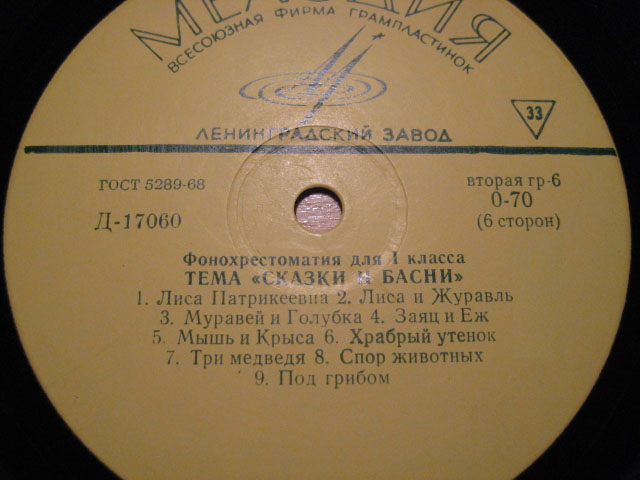 МЕЛОДИЯ
ВСЕСОЮЗНАЯ ФИРМА ГРАМПЛАСТИНОК
33
ЛЕНИНГРАДСКИЙ ЗАВОД
ГОСТ 5289-68
Д-17060
вторая гр-6
0-70
(6 сторон)
Фонохрестоматия для I класса
ТЕМА «СКАЗКИ И БАСНИ»
1. Лиса Патрикеевна 2. Лиса и Журавль
3. Муравей и Голубка 4. Заяц и Еж
5. Мышь и Крыса 6. Храбрый утенок
7. Три медведя 8. Спор животных
9. Под грибом